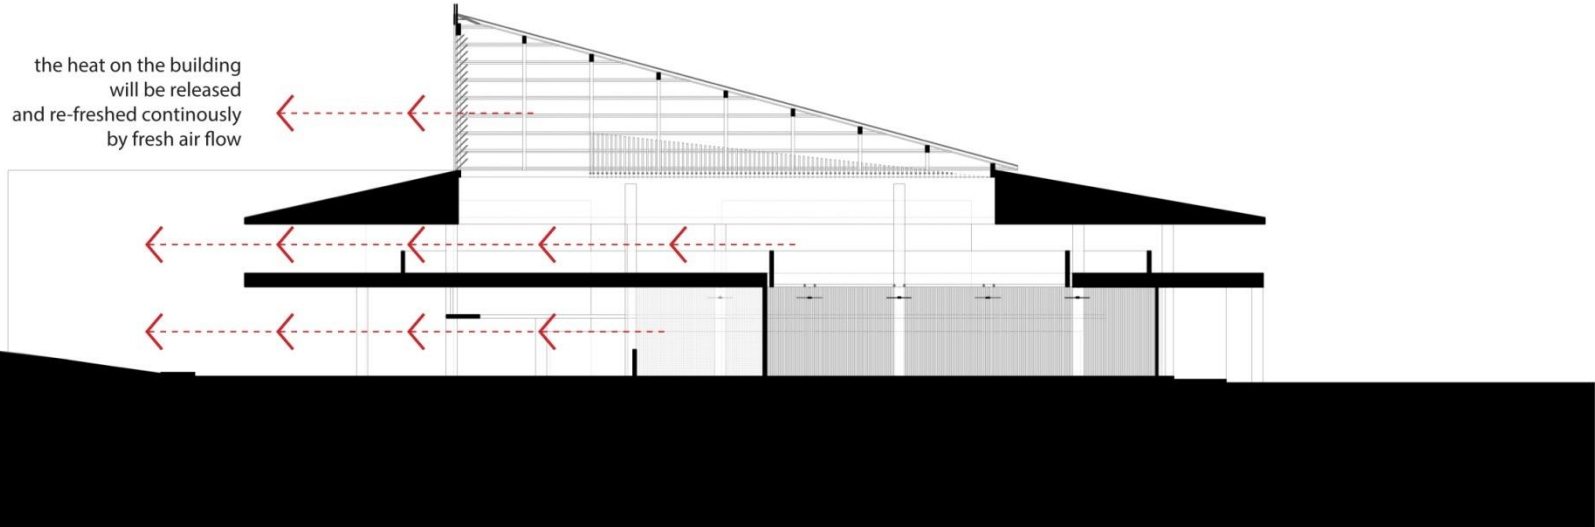 the heat on the building
will be released
and re-freshed continously
by fresh air flow